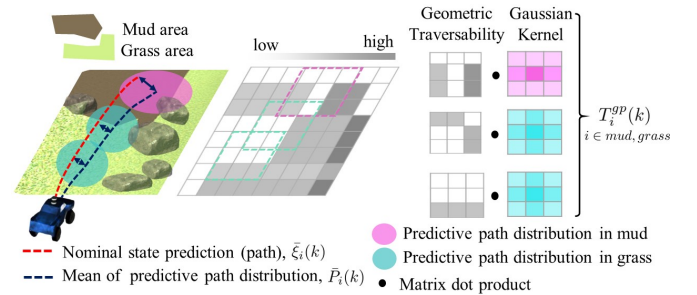 Mud area
Grass area
low
high
Geometric
Traversability
Gaussian
Kernel
T_i^{gp}(k)
i ∈ mud, grass
Nominal state prediction (path), ξ̄_i(k)
Mean of predictive path distribution, P̄_i(k)
Predictive path distribution in mud
Predictive path distribution in grass
Matrix dot product